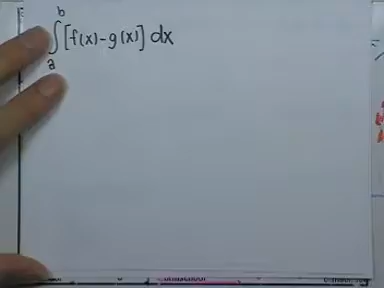 ∫ₐᵇ [f(x)-g(x)] dx